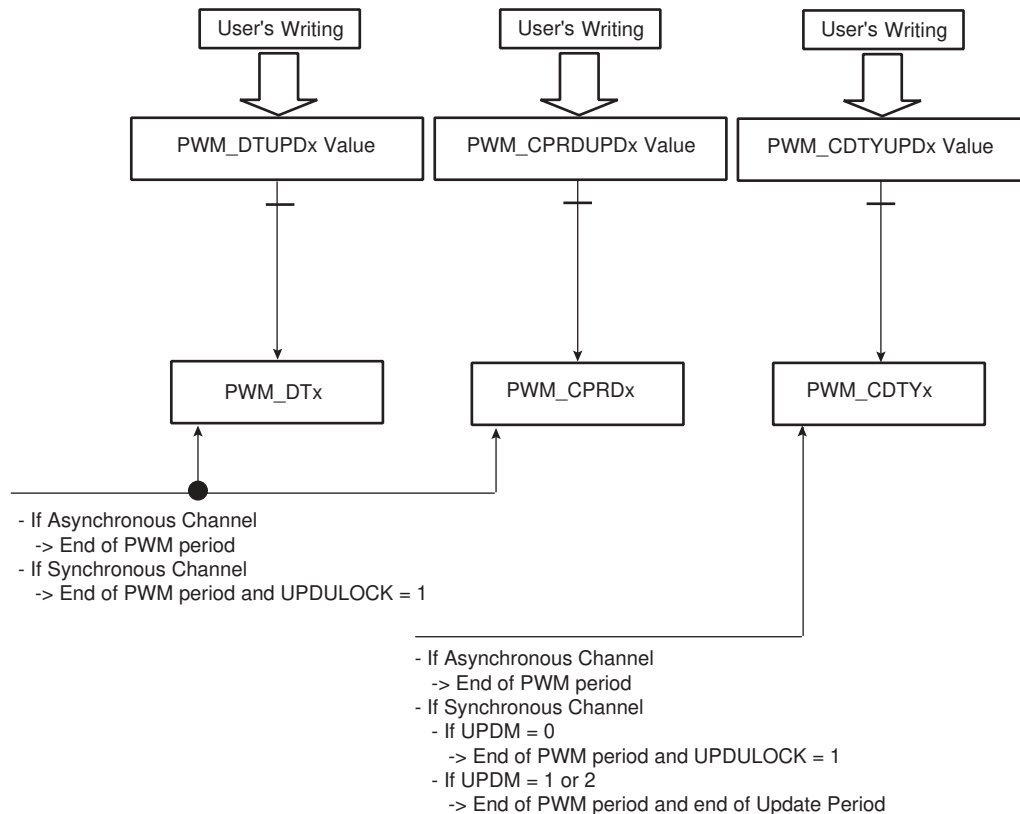 User's Writing
User's Writing
User's Writing
PWM_DTUPDx Value
PWM_CPRDUPDx Value
PWM_CDTYUPDx Value
PWM_DTx
PWM_CPRDx
PWM_CDTYx
- If Asynchronous Channel
-> End of PWM period
- If Synchronous Channel
-> End of PWM period and UPDULOCK = 1
- If Asynchronous Channel
-> End of PWM period
- If Synchronous Channel
- If UPDM = 0
-> End of PWM period and UPDULOCK = 1
- If UPDM = 1 or 2
-> End of PWM period and end of Update Period